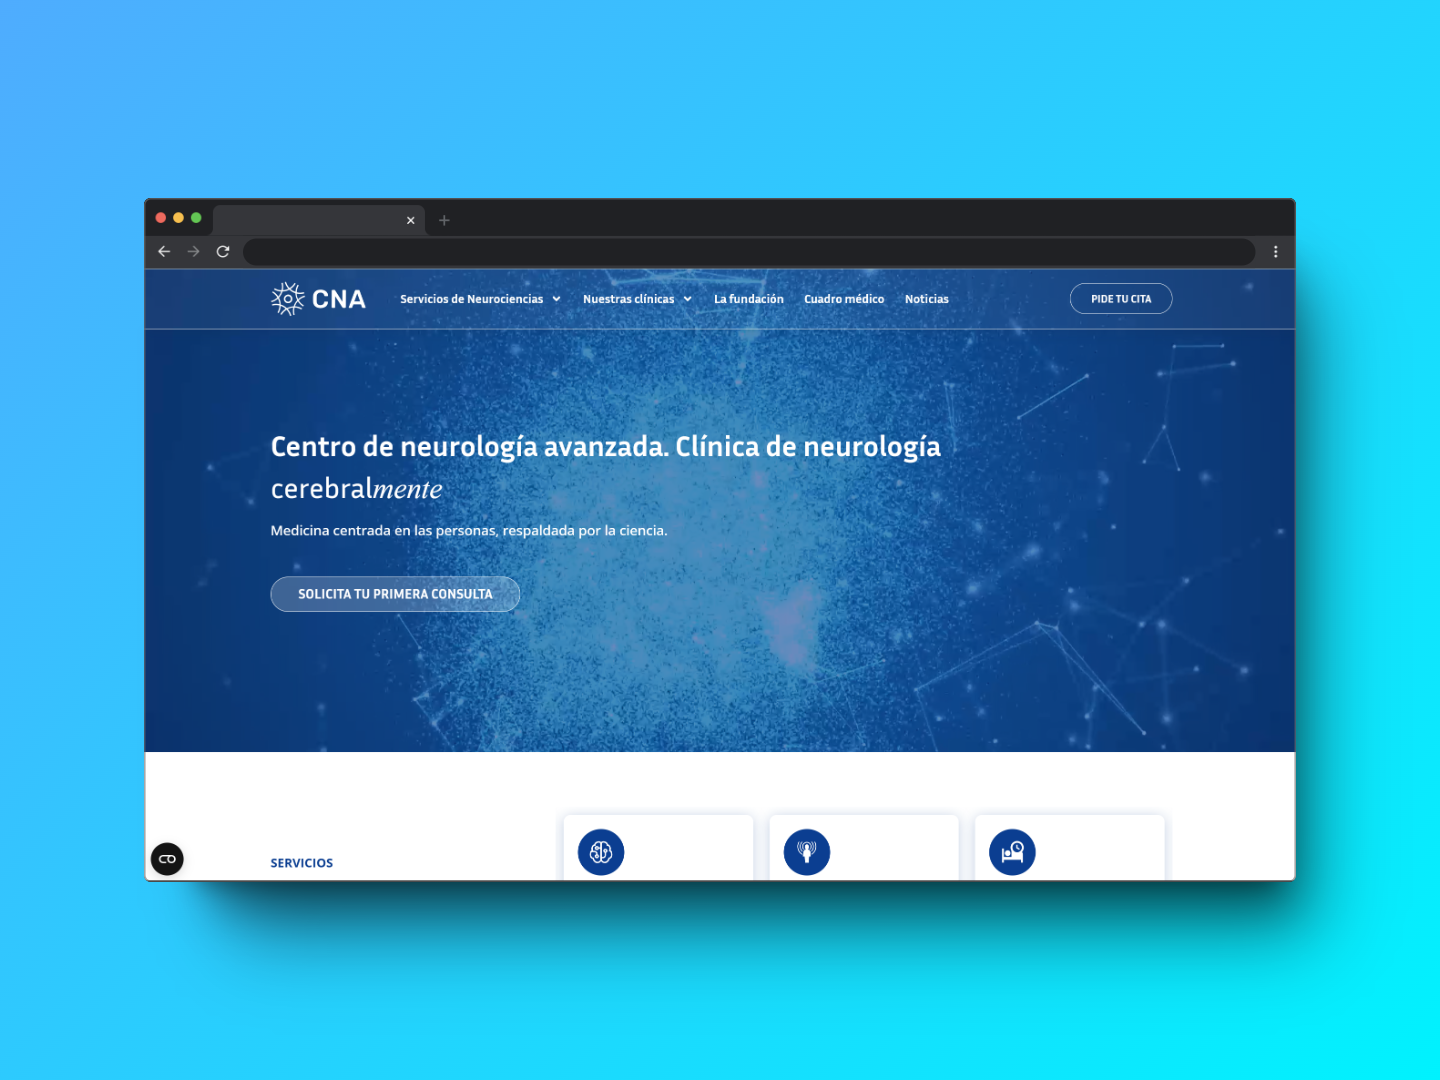 CNA
Servicios de Neurociencias
Nuestras clínicas
La fundación
Cuadro médico
Noticias
PIDE TU CITA
Centro de neurología avanzada. Clínica de neurología
cerebralmente
Medicina centrada en las personas, respaldada por la ciencia.
SOLICITA TU PRIMERA CONSULTA
SERVICIOS